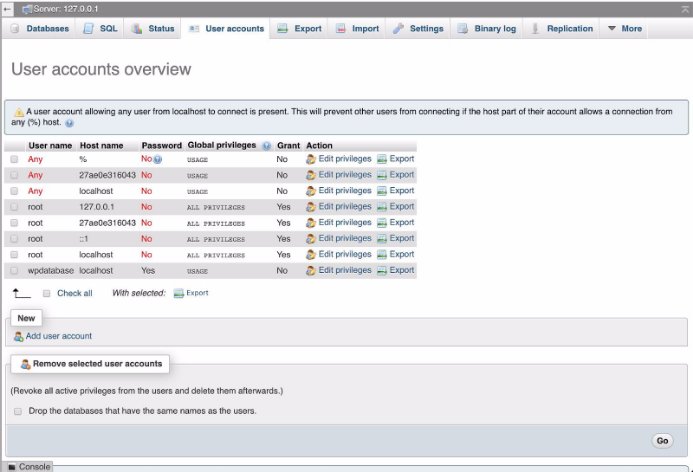 Server: 127.0.0.1
Databases SQL Status User accounts Export Import Settings Binary log Replication More
User accounts overview
A user account allowing any user from localhost to connect is present. This will prevent other users from connecting if the host part of their account allows a connection from
any (%) host.
User name Host name Password Global privileges Grant Action
Any % No USAGE No Edit privileges Export
Any 27ae0e316043 No USAGE No Edit privileges Export
Any localhost No USAGE No Edit privileges Export
root 127.0.0.1 No ALL PRIVILEGES Yes Edit privileges Export
root 27ae0e316043 No ALL PRIVILEGES Yes Edit privileges Export
root ::1 No ALL PRIVILEGES Yes Edit privileges Export
root localhost No ALL PRIVILEGES Yes Edit privileges Export
wpdatabase localhost Yes USAGE No Edit privileges Export
Check all With selected: Export
New
Add user account
Remove selected user accounts
(Revoke all active privileges from the users and delete them afterwards.)
Drop the databases that have the same names as the users.
Go
Console